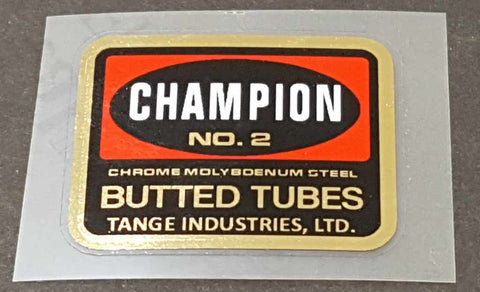 CHAMPION
NO. 2
CHROME MOLYBDENUM STEEL
BUTTED TUBES
TANGE INDUSTRIES, LTD.